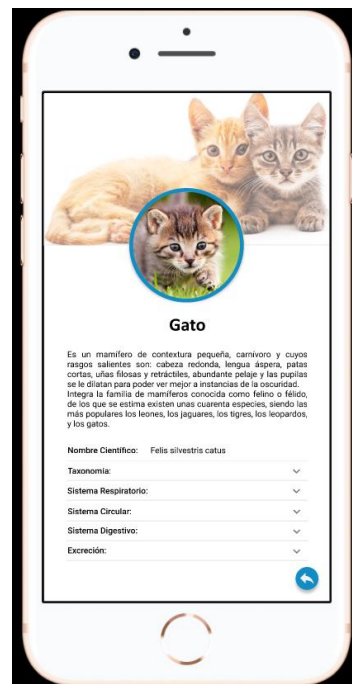 Gato
Es un mamífero de contextura pequeña, carnívoro y cuyos
rasgos salientes son: cabeza redonda, lengua áspera, patas
cortas, uñas filosas y retráctiles, abundante pelaje y las pupilas
se le dilatan para poder ver mejor a instancias de la oscuridad.
Integra la familia de mamíferos conocida como felino o félido,
de los que se estima existen unas cuarenta especies, siendo las
más populares los leones, los jaguares, los tigres, los leopardos,
y los gatos.
Nombre Científico: Felis silvestris catus
Taxonomía:
Sistema Respiratorio:
Sistema Circular:
Sistema Digestivo:
Excreción: